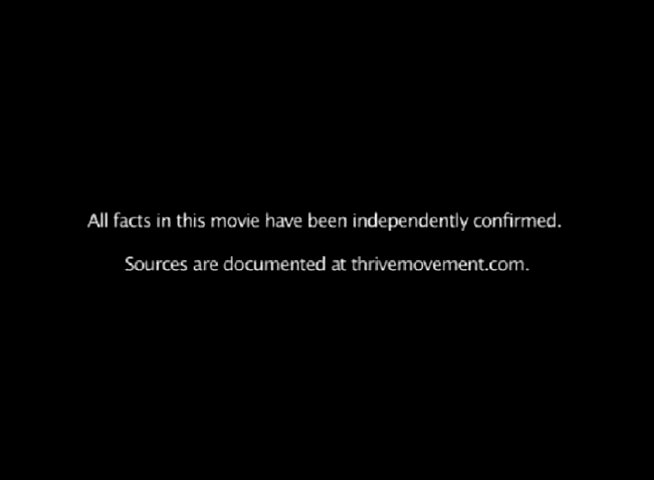 All facts in this movie have been independently confirmed.
Sources are documented at thrivemovement.com.